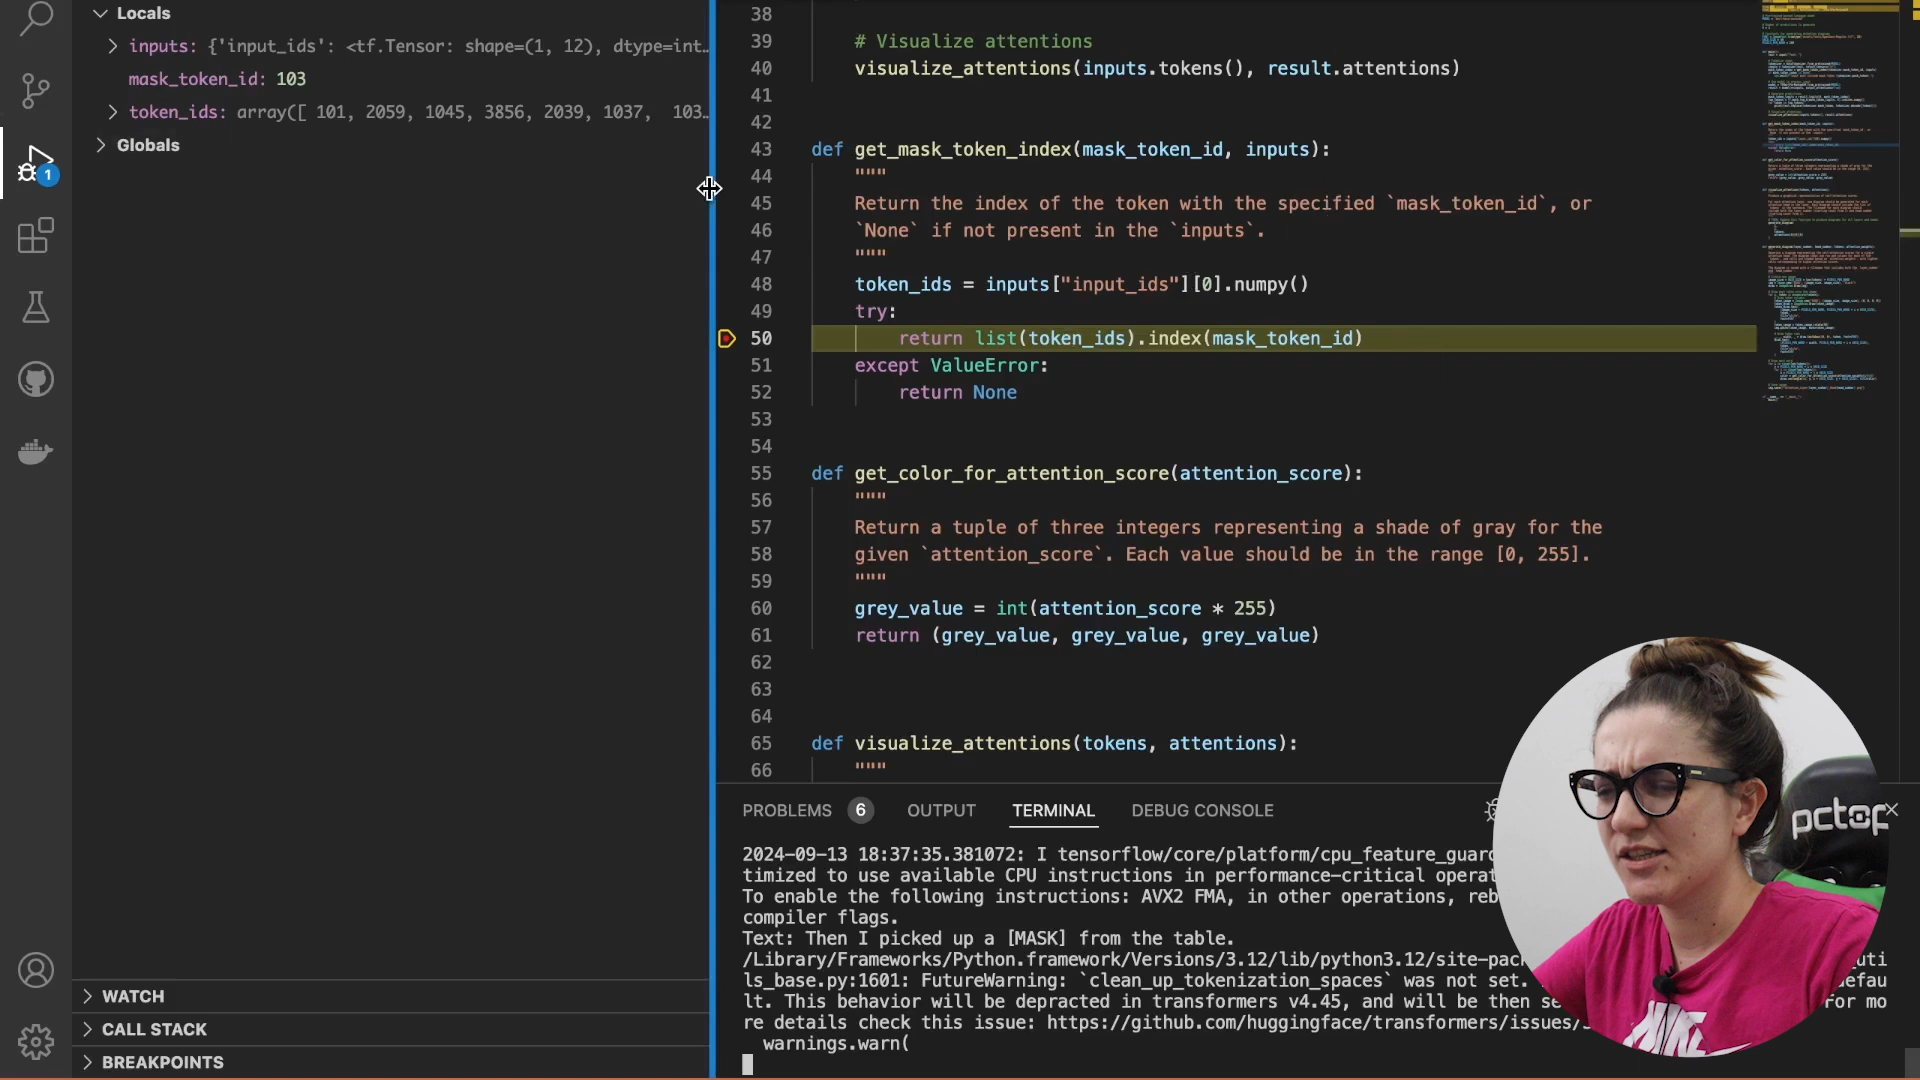 Locals
inputs: {'input_ids': <tf.Tensor: shape=(1, 12), dtype=int…
mask_token_id: 103
token_ids: array([ 101, 2059, 1045, 3856, 2039, 1037, 103…
Globals
1
WATCH
CALL STACK
BREAKPOINTS
38
39 # Visualize attentions
40 visualize_attentions(inputs.tokens(), result.attentions)
41
42
43 def get_mask_token_index(mask_token_id, inputs):
44 """
45 Return the index of the token with the specified `mask_token_id`, or
46 `None` if not present in the `inputs`.
47 """
48 token_ids = inputs["input_ids"][0].numpy()
49 try:
50 return list(token_ids).index(mask_token_id)
51 except ValueError:
52 return None
53
54
55 def get_color_for_attention_score(attention_score):
56 """
57 Return a tuple of three integers representing a shade of gray for the
58 given `attention_score`. Each value should be in the range [0, 255].
59 """
60 grey_value = int(attention_score * 255)
61 return (grey_value, grey_value, grey_value)
62
63
64
65 def visualize_attentions(tokens, attentions):
66 """
PROBLEMS 6 OUTPUT TERMINAL DEBUG CONSOLE
2024-09-13 18:37:35.381072: I tensorflow/core/platform/cpu_feature_guard
timized to use available CPU instructions in performance-critical operat
To enable the following instructions: AVX2 FMA, in other operations, reb
compiler flags.
Text: Then I picked up a [MASK] from the table.
/Library/Frameworks/Python.framework/Versions/3.12/lib/python3.12/site-pac uti
ls_base.py:1601: FutureWarning: `clean_up_tokenization_spaces` was not set. defau
lt. This behavior will be depracted in transformers v4.45, and will be then se For mo
re details check this issue: https://github.com/huggingface/transformers/issues/
warnings.warn(
NIKE